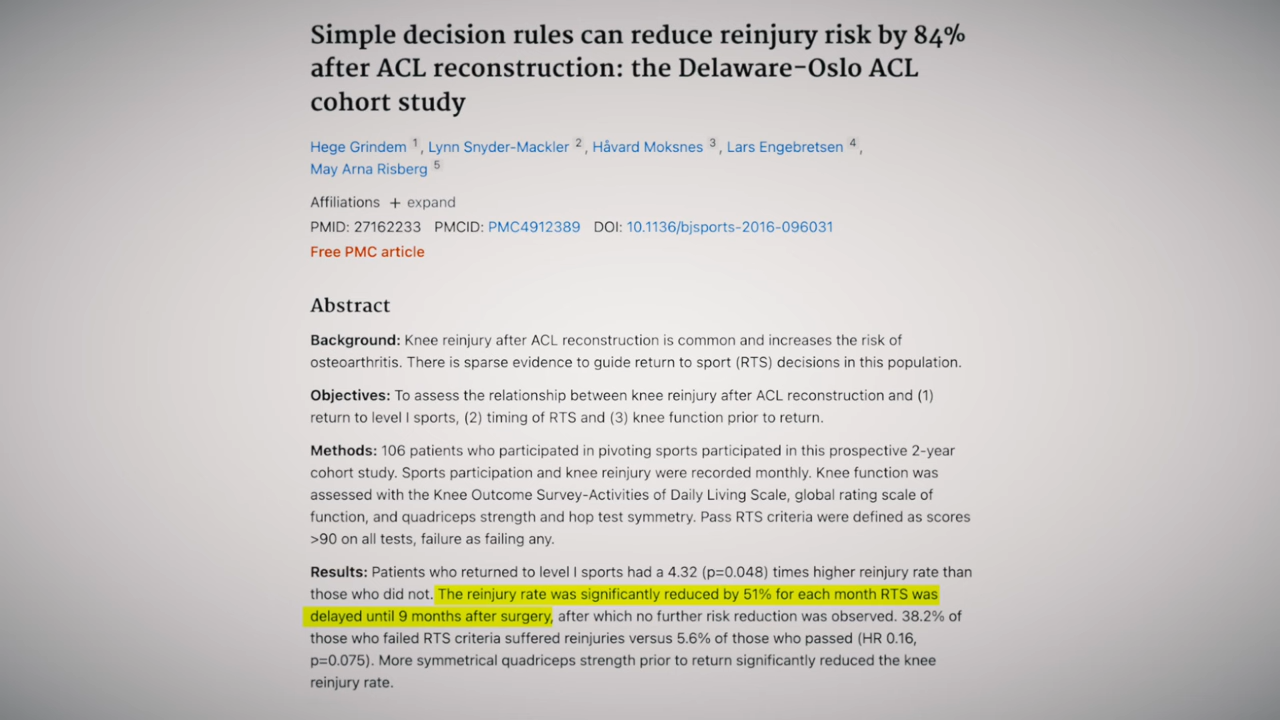 Simple decision rules can reduce reinjury risk by 84%
after ACL reconstruction: the Delaware-Oslo ACL
cohort study
Hege Grindem 1, Lynn Snyder-Mackler 2, Håvard Moksnes 3, Lars Engebretsen 4,
May Arna Risberg 5
Affiliations + expand
PMID: 27162233 PMCID: PMC4912389 DOI: 10.1136/bjsports-2016-096031
Free PMC article
Abstract
Background: Knee reinjury after ACL reconstruction is common and increases the risk of
osteoarthritis. There is sparse evidence to guide return to sport (RTS) decisions in this population.
Objectives: To assess the relationship between knee reinjury after ACL reconstruction and (1)
return to level I sports, (2) timing of RTS and (3) knee function prior to return.
Methods: 106 patients who participated in pivoting sports participated in this prospective 2-year
cohort study. Sports participation and knee reinjury were recorded monthly. Knee function was
assessed with the Knee Outcome Survey-Activities of Daily Living Scale, global rating scale of
function, and quadriceps strength and hop test symmetry. Pass RTS criteria were defined as scores
>90 on all tests, failure as failing any.
Results: Patients who returned to level I sports had a 4.32 (p=0.048) times higher reinjury rate than
those who did not. The reinjury rate was significantly reduced by 51% for each month RTS was
delayed until 9 months after surgery, after which no further risk reduction was observed. 38.2% of
those who failed RTS criteria suffered reinjuries versus 5.6% of those who passed (HR 0.16,
p=0.075). More symmetrical quadriceps strength prior to return significantly reduced the knee
reinjury rate.